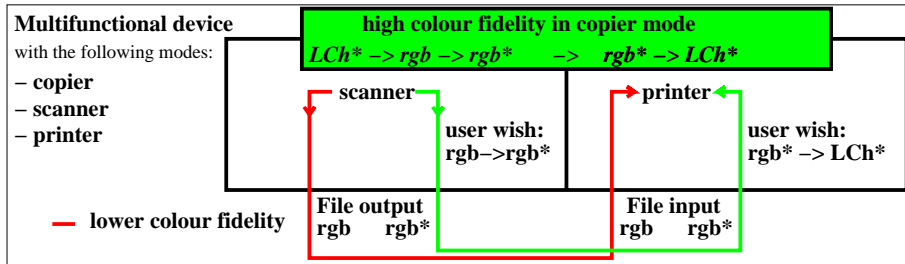 Multifunctional device
with the following modes:
– copier
– scanner
– printer
high colour fidelity in copier mode
LCh* –> rgb –> rgb* –> rgb* –> LCh*
scanner
printer
user wish:
rgb–>rgb*
user wish:
rgb* –> LCh*
lower colour fidelity
File output
rgb rgb*
File input
rgb rgb*